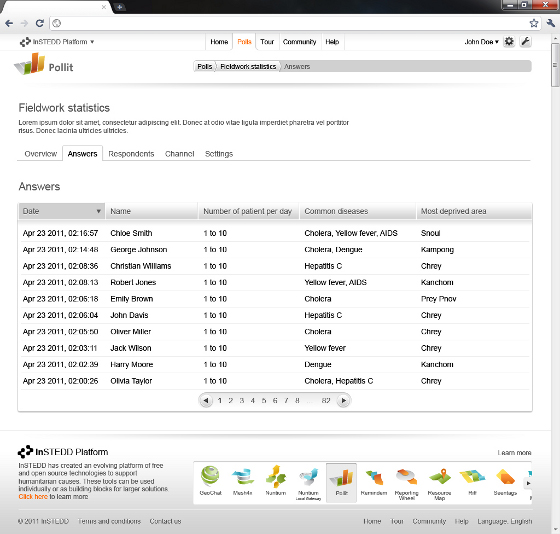 InSTEDD Platform ▾ Home Polls Tour Community Help John Doe ▾
Pollit Polls Fieldwork statistics Answers
Fieldwork statistics
Lorem ipsum dolor sit amet, consectetur adipiscing elit. Donec at odio vitae ligula imperdiet pharetra vel porttitor
risus. Donec lacinia ultricies ultricies.
Overview Answers Respondents Channel Settings
Answers
Date ▼ Name Number of patient per day Common diseases Most deprived area
Apr 23 2011, 02:16:57 Chloe Smith 1 to 10 Cholera, Yellow fever, AIDS Snoul
Apr 23 2011, 02:14:48 George Johnson 1 to 10 Cholera, Dengue Kampong
Apr 23 2011, 02:08:36 Christian Williams 1 to 10 Hepatitis C Chrey
Apr 23 2011, 02:08:13 Robert Jones 1 to 10 Yellow fever, AIDS Kanchom
Apr 23 2011, 02:06:18 Emily Brown 1 to 10 Cholera Prey Pnov
Apr 23 2011, 02:06:04 John Davis 1 to 10 Hepatitis C Chrey
Apr 23 2011, 02:05:50 Oliver Miller 1 to 10 Cholera Chrey
Apr 23 2011, 02:03:11 Jack Wilson 1 to 10 Yellow fever Chrey
Apr 23 2011, 02:02:39 Harry Moore 1 to 10 Dengue Kanchom
Apr 23 2011, 02:00:26 Olivia Taylor 1 to 10 Cholera, Hepatitis C Chrey
1 2 3 4 5 6 7 8 ... 82
InSTEDD Platform Learn more
InSTEDD has created an evolving platform of free
and open source technologies to support
humanitarian causes. These tools can be used
individually or as building blocks for larger solutions
Click here to learn more
GeoChat Mesh4x Nuntium Nuntium Pollit Remindem Reporting Resource Riff Seentags
Local Gateway Wheel Map
© 2011 InSTEDD Terms and conditions Contact us Home Tour Community Help Language: English